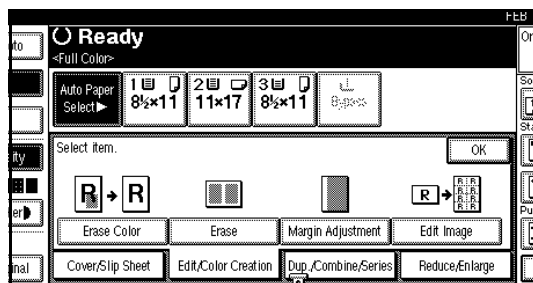 FEB
Ready
<Full Color>
Auto Paper Select▶
1 8½×11
2 11×17
3 8½×11
Bypass
Select item.
OK
R → R
R → R R R R R R
Erase Color
Erase
Margin Adjustment
Edit Image
Cover/Slip Sheet
Edit/Color Creation
Dup./Combine/Series
Reduce/Enlarge